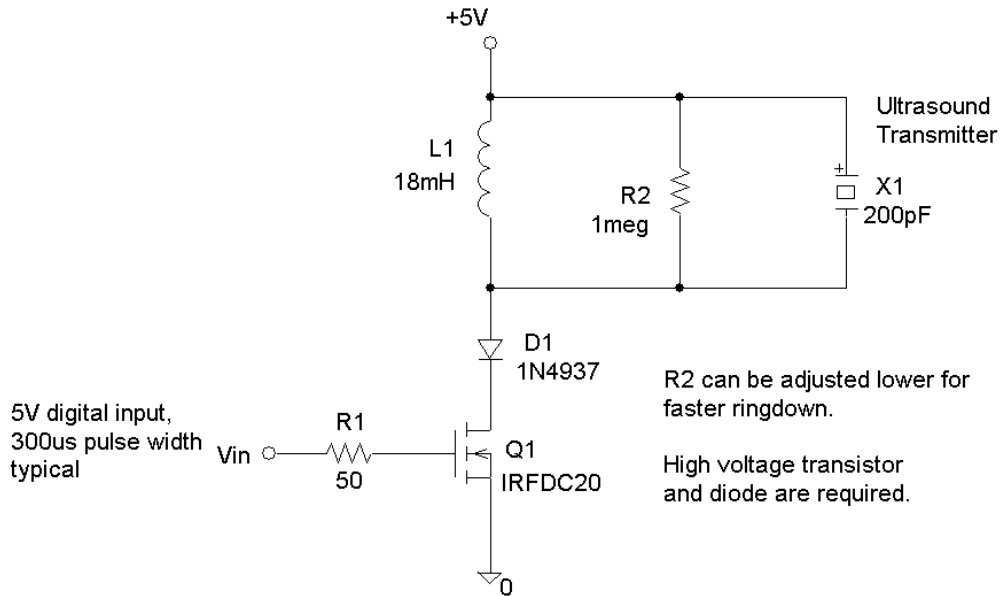 +5V
Ultrasound
Transmitter
L1
18mH
R2
1meg
+
X1
200pF
D1
1N4937
R2 can be adjusted lower for
faster ringdown.
5V digital input,
300us pulse width
typical
Vin
R1
50
Q1
IRFDC20
High voltage transistor
and diode are required.
0